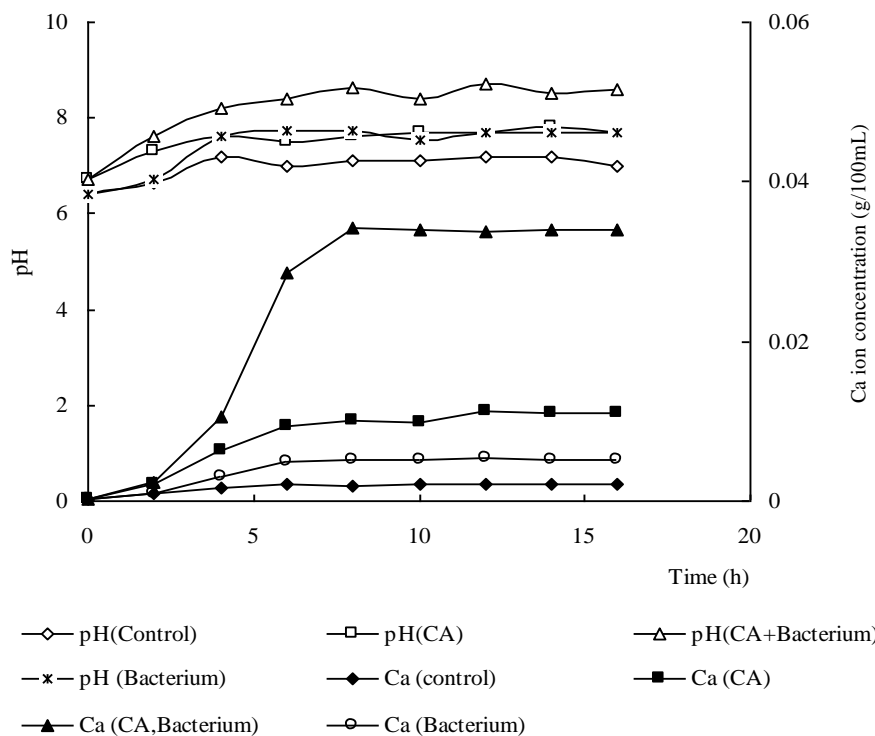 10
8
6
4
2
0
pH
0.06
0.04
0.02
0
Ca ion concentration (g/100mL)
0 5 10 15 20
Time (h)
pH(Control) pH(CA) pH(CA+Bacterium)
pH (Bacterium) Ca (control) Ca (CA)
Ca (CA,Bacterium) Ca (Bacterium)